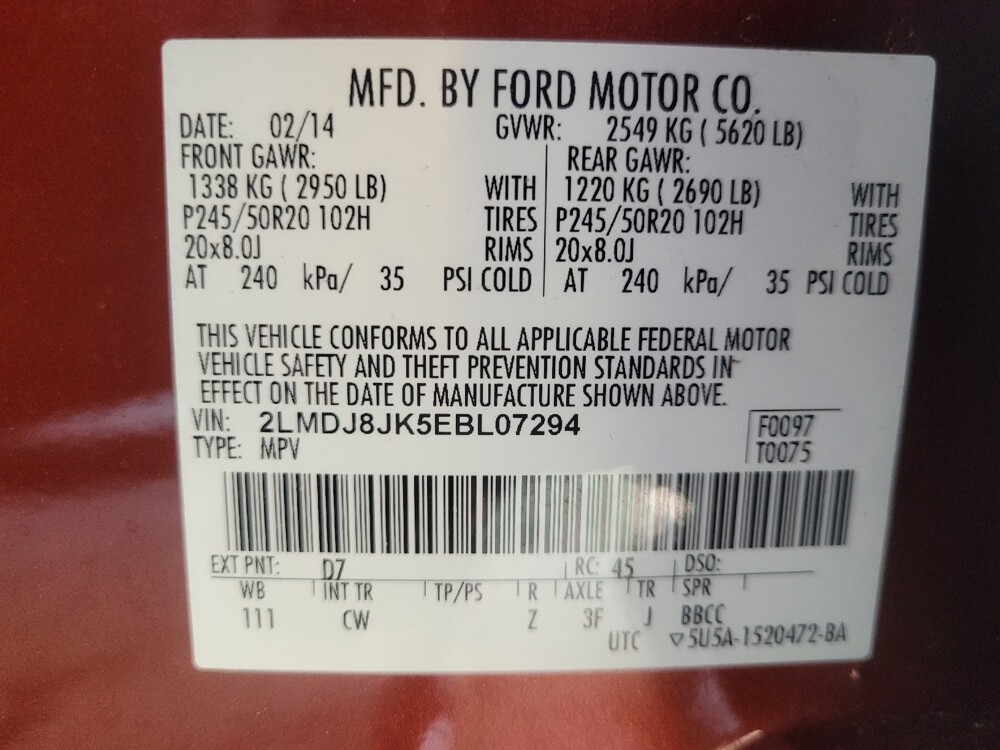 MFD. BY FORD MOTOR CO.
DATE: 02/14 GVWR: 2549 KG ( 5620 LB)
FRONT GAWR: REAR GAWR:
1338 KG ( 2950 LB) WITH 1220 KG ( 2690 LB) WITH
P245/50R20 102H TIRES P245/50R20 102H TIRES
20x8.0J RIMS 20x8.0J RIMS
AT 240 kPa/ 35 PSI COLD AT 240 kPa/ 35 PSI COLD
THIS VEHICLE CONFORMS TO ALL APPLICABLE FEDERAL MOTOR
VEHICLE SAFETY AND THEFT PREVENTION STANDARDS IN
EFFECT ON THE DATE OF MANUFACTURE SHOWN ABOVE.
VIN: 2LMDJ8JK5EBL07294 F0097
TYPE: MPV T0075
EXT PNT: D7 RC: 45 DSO:
WB INT TR TP/PS R AXLE TR SPR
111 CW Z 3F J BBCC
UTC ▽5U5A-1520472-BA